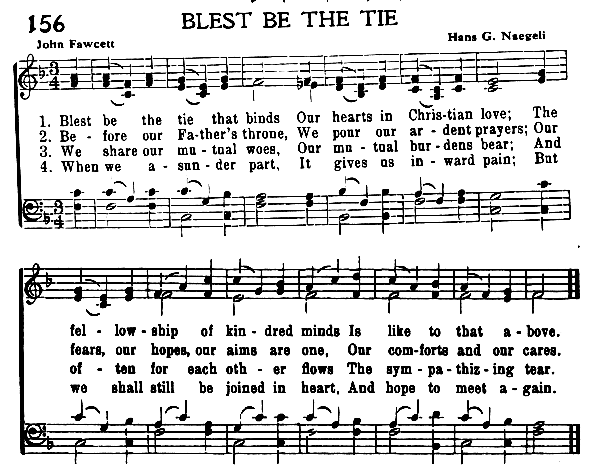 156 BLEST BE THE TIE
John Fawcett Hans G. Naegeli
3
4
1. Blest be the tie that binds Our hearts in Chris-tian love; The
2. Be - fore our Fa-ther's throne, We pour our ar - dent prayers; Our
3. We share our mu - tual woes, Our mu - tual bur-dens bear; And
4. When we a - sun - der part, It gives us in - ward pain; But
3
4
fel - low - ship of kin - dred minds Is like to that a - bove.
fears, our hopes, our aims are one, Our com-forts and our cares.
of - ten for each oth - er flows The sym - pa - thiz - ing tear.
we shall still be joined in heart, And hope to meet a - gain.